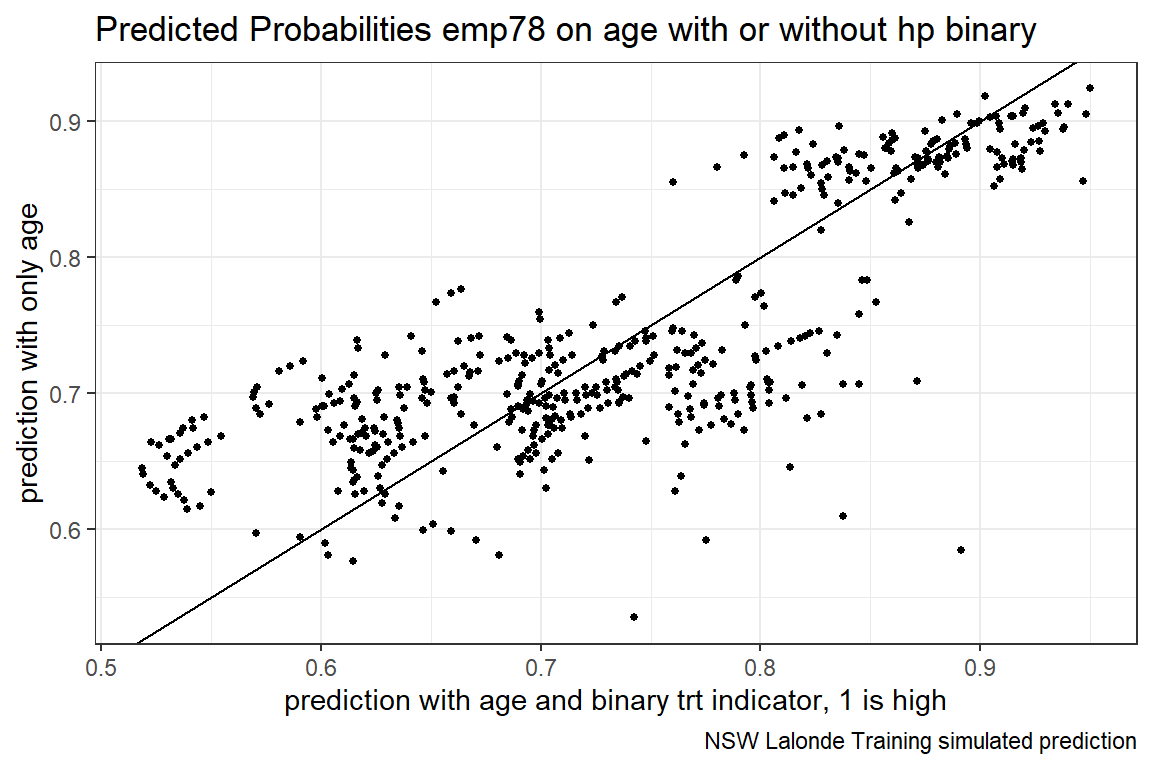 Predicted Probabilities emp78 on age with or without hp binary
prediction with only age
0.9
0.8
0.7
0.6
0.5 0.6 0.7 0.8 0.9
prediction with age and binary trt indicator, 1 is high
NSW Lalonde Training simulated prediction